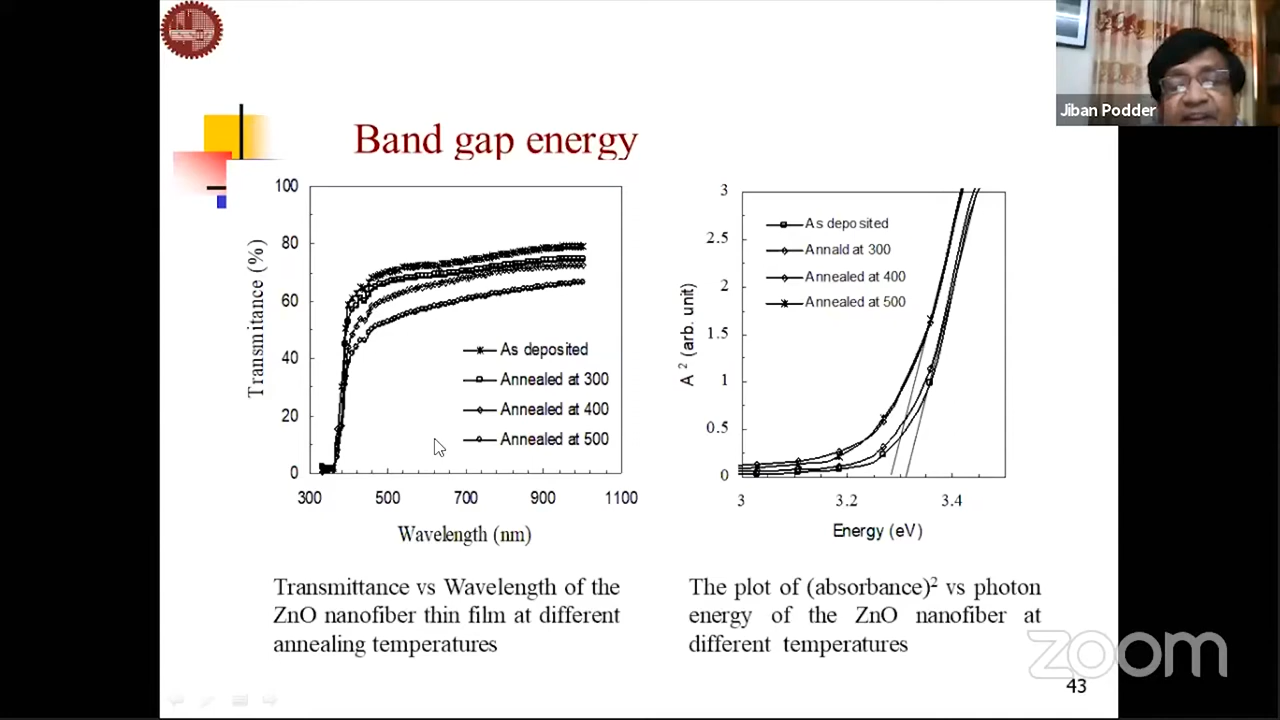 Jiban Podder
Band gap energy
100
80
60
40
20
0
300 500 700 900 1100
Transmitance (%)
Wavelength (nm)
As deposited
Annealed at 300
Annealed at 400
Annealed at 500
3
2.5
2
1.5
1
0.5
0
3 3.2 3.4
A ² (arb. unit)
Energy (eV)
As deposited
Annald at 300
Annealed at 400
Annealed at 500
Transmittance vs Wavelength of the
ZnO nanofiber thin film at different
annealing temperatures
The plot of (absorbance)² vs photon
energy of the ZnO nanofiber at
different temperatures
zoom
43